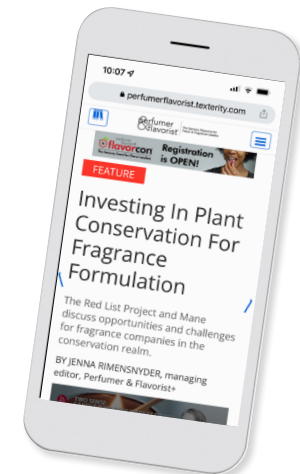 10:07
perfumerflavorist.texterity.com
Perfumer
&flavorist
flavorcon
Registration
is OPEN!
FEATURE
Investing In Plant
Conservation For
Fragrance
Formulation
The Red List Project and Mane
discuss opportunities and challenges
for fragrance companies in the
conservation realm.
BY JENNA RIMENSNYDER, managing
editor, Perfumer & Flavorist+